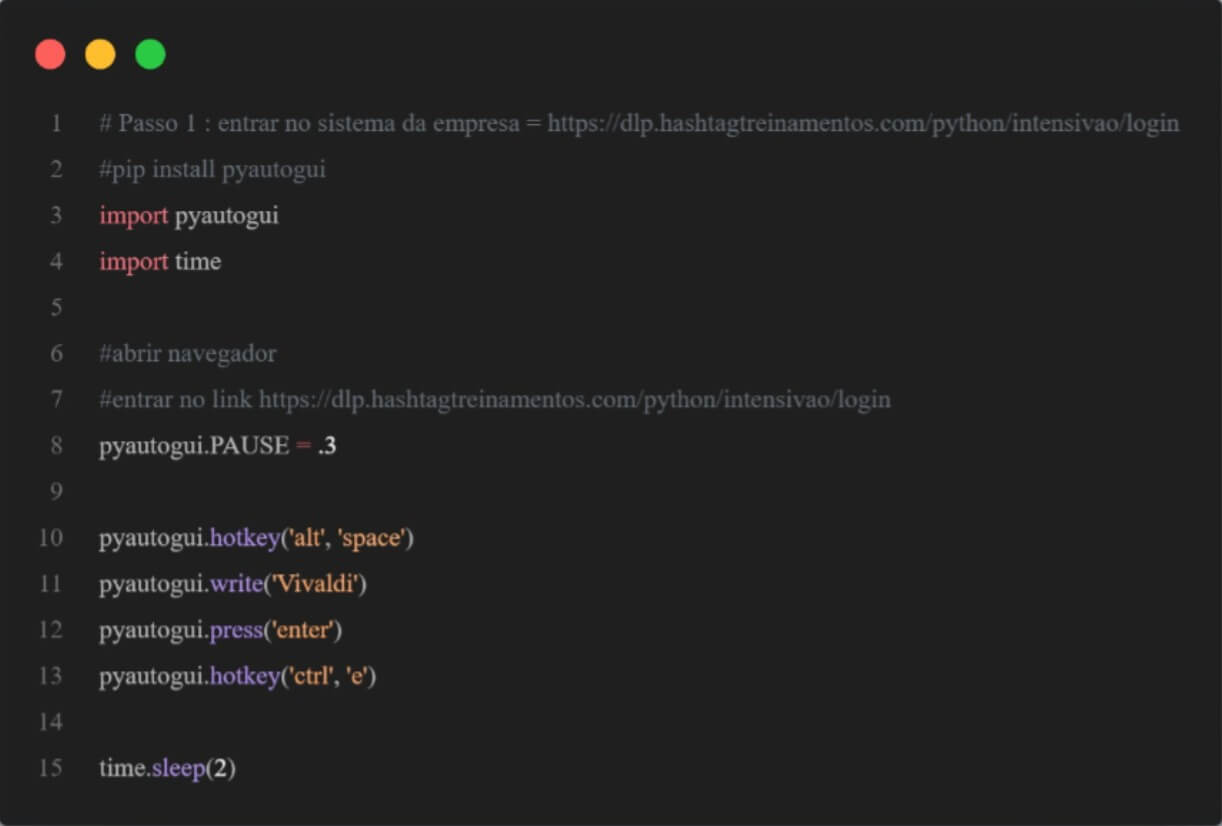 1 # Passo 1 : entrar no sistema da empresa = https://dlp.hashtagtreinamentos.com/python/intensivao/login
2 #pip install pyautogui
3 import pyautogui
4 import time
5
6 #abrir navegador
7 #entrar no link https://dlp.hashtagtreinamentos.com/python/intensivao/login
8 pyautogui.PAUSE = .3
9
10 pyautogui.hotkey('alt', 'space')
11 pyautogui.write('Vivaldi')
12 pyautogui.press('enter')
13 pyautogui.hotkey('ctrl', 'e')
14
15 time.sleep(2)